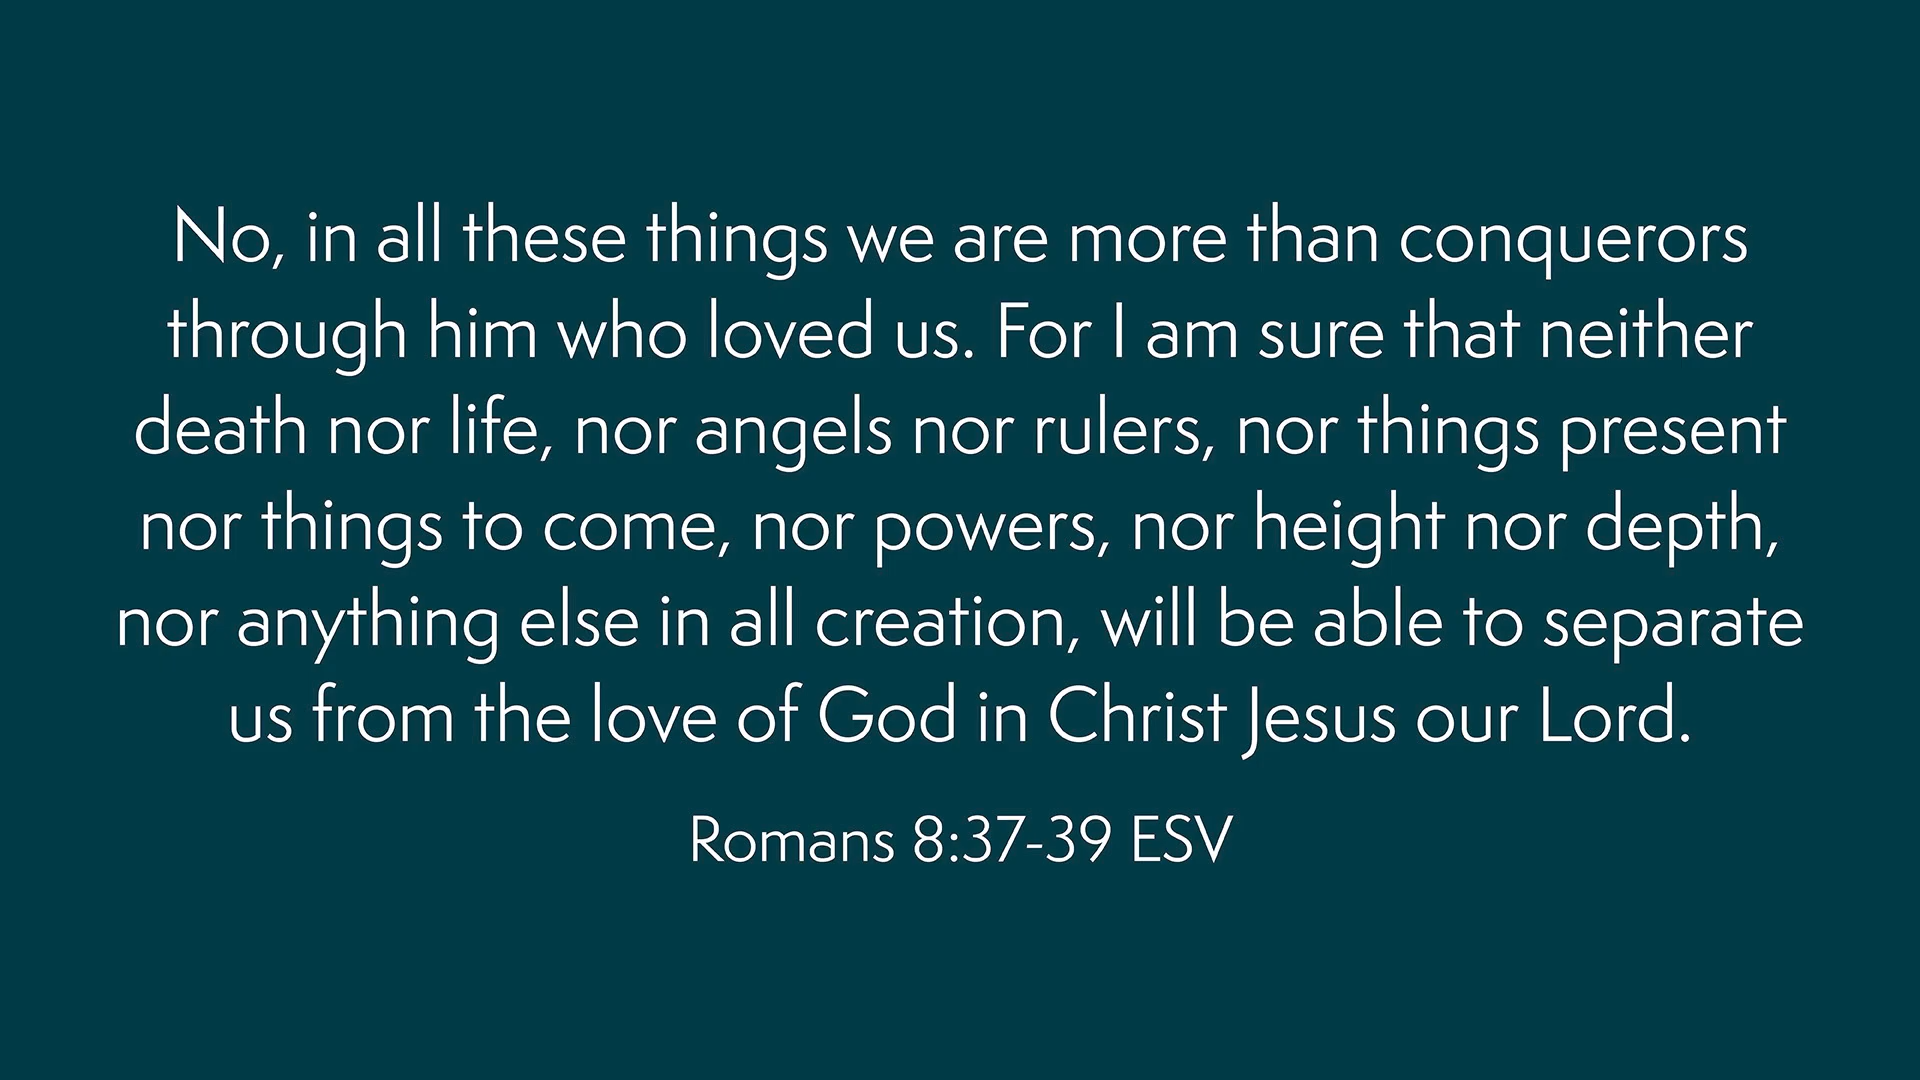 No, in all these things we are more than conquerors
through him who loved us. For I am sure that neither
death nor life, nor angels nor rulers, nor things present
nor things to come, nor powers, nor height nor depth,
nor anything else in all creation, will be able to separate
us from the love of God in Christ Jesus our Lord.
Romans 8:37-39 ESV